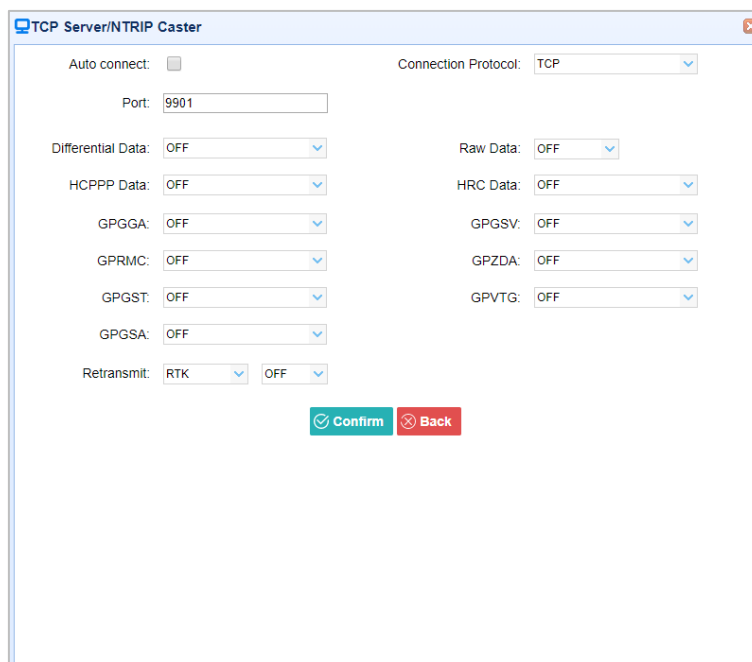 TCP Server/NTRIP Caster
Auto connect: Connection Protocol: TCP
Port: 9901
Differential Data: OFF Raw Data: OFF
HCPPP Data: OFF HRC Data: OFF
GPGGA: OFF GPGSV: OFF
GPRMC: OFF GPZDA: OFF
GPGST: OFF GPVTG: OFF
GPGSA: OFF
Retransmit: RTK OFF
Confirm Back